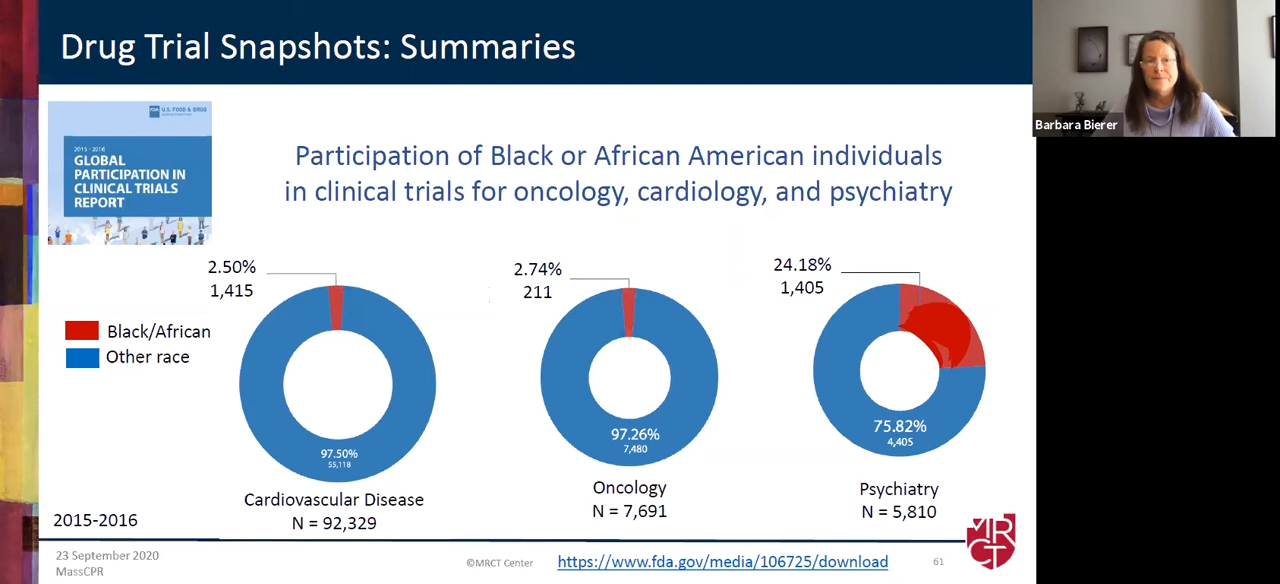 Drug Trial Snapshots: Summaries
Barbara Bierer
U.S. FOOD & DRUG
2015 - 2016
GLOBAL
PARTICIPATION IN
CLINICAL TRIALS
REPORT
Participation of Black or African American individuals
in clinical trials for oncology, cardiology, and psychiatry
2.50%
1,415
2.74%
211
24.18%
1,405
Black/African
Other race
97.50%
55,118
97.26%
7,480
75.82%
4,405
Cardiovascular Disease
N = 92,329
Oncology
N = 7,691
Psychiatry
N = 5,810
2015-2016
23 September 2020
MassCPR
©MRCT Center
https://www.fda.gov/media/106725/download
61
MR
CT